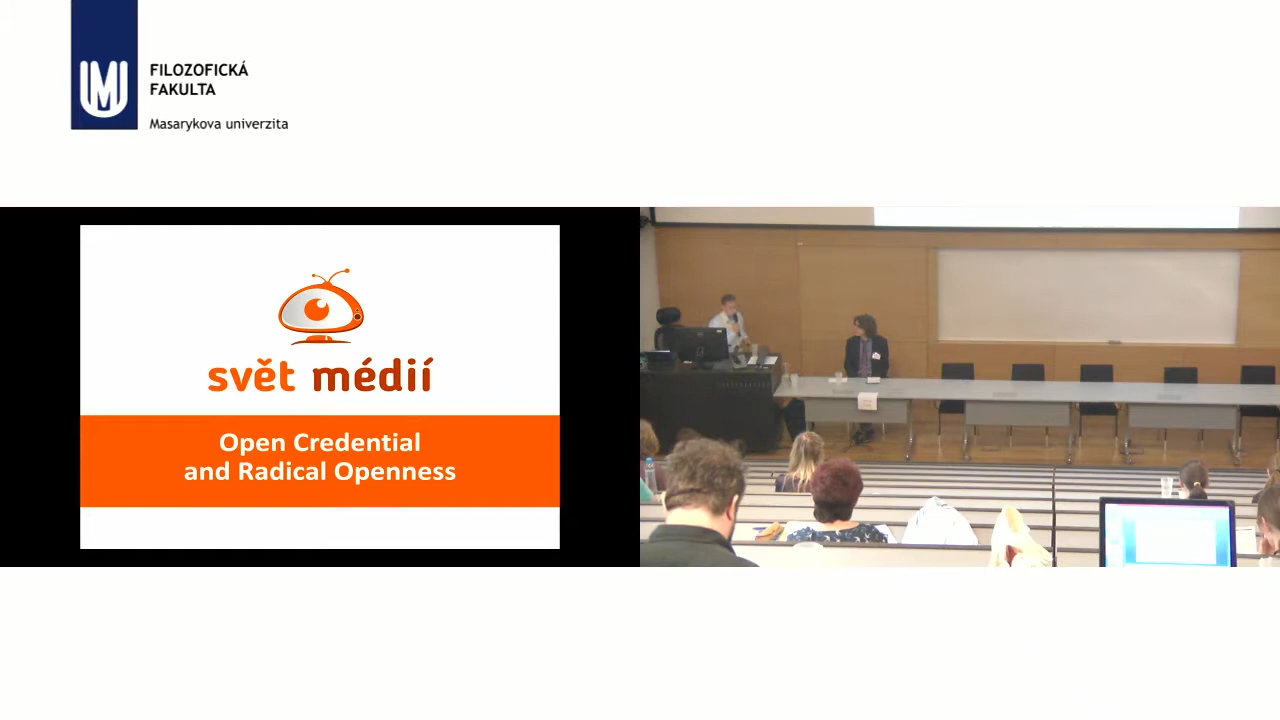 FILOZOFICKÁ
FAKULTA
Masarykova univerzita
svět médií
Open Credential
and Radical Openness